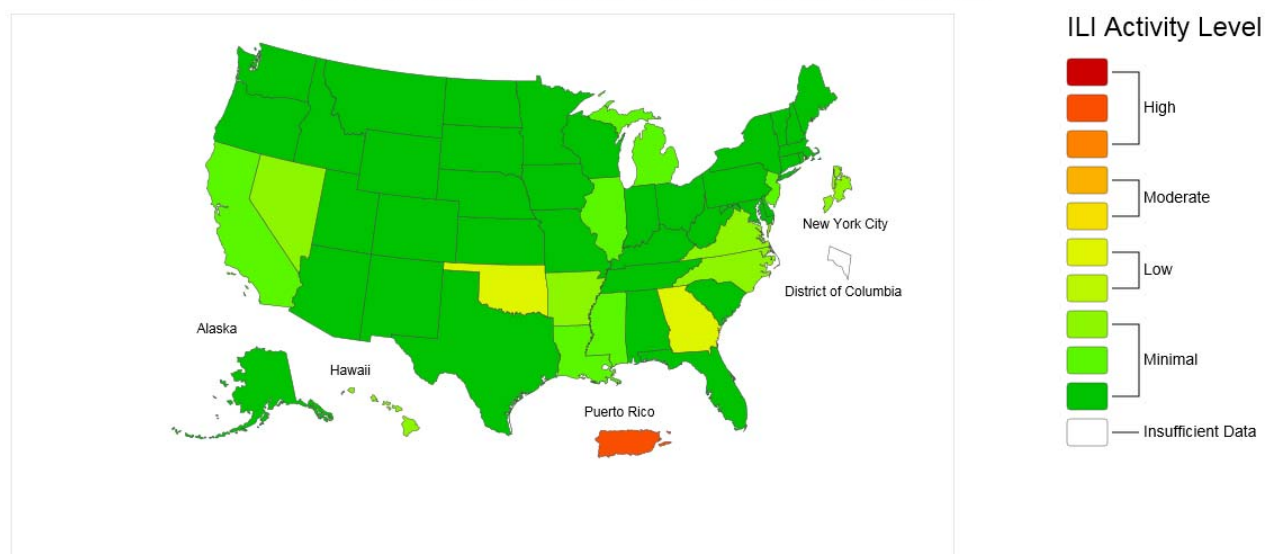 ILI Activity Level
High
Moderate
Low
Minimal
Insufficient Data
New York City
District of Columbia
Alaska
Hawaii
Puerto Rico